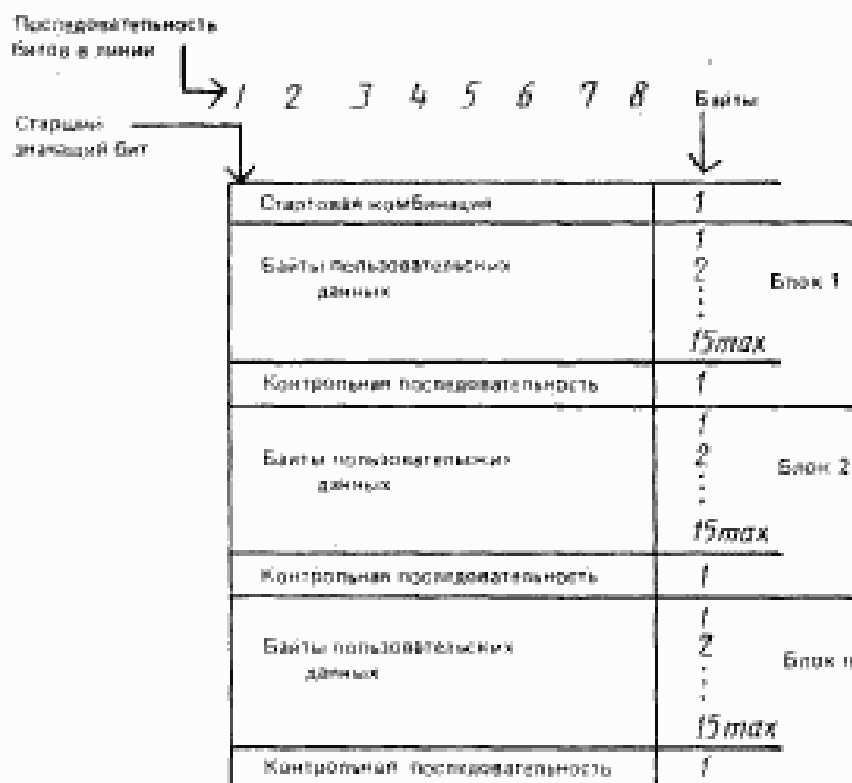 Последовательность
битов в линии
1 2 3 4 5 6 7 8 Байты
Старший
значащий бит
Стартовая комбинация 1
1
Байты пользовательских
данных
2
Блок 1
15max
Контрольная последовательность 1
1
Байты пользовательских
данных
2
Блок 2
15max
Контрольная последовательность 1
1
Байты пользовательских
данных
2
Блок n
15max
Контрольная последовательность 1